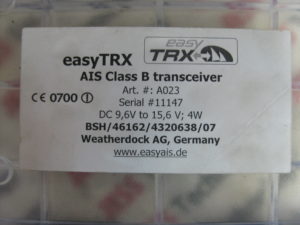 easy
TRX
easyTRX
AIS Class B transceiver
Art. #: A023
CE 0700
Serial #11147
DC 9,6V to 15,6 V; 4W
BSH/46162/4320638/07
Weatherdock AG, Germany
www.easyais.de